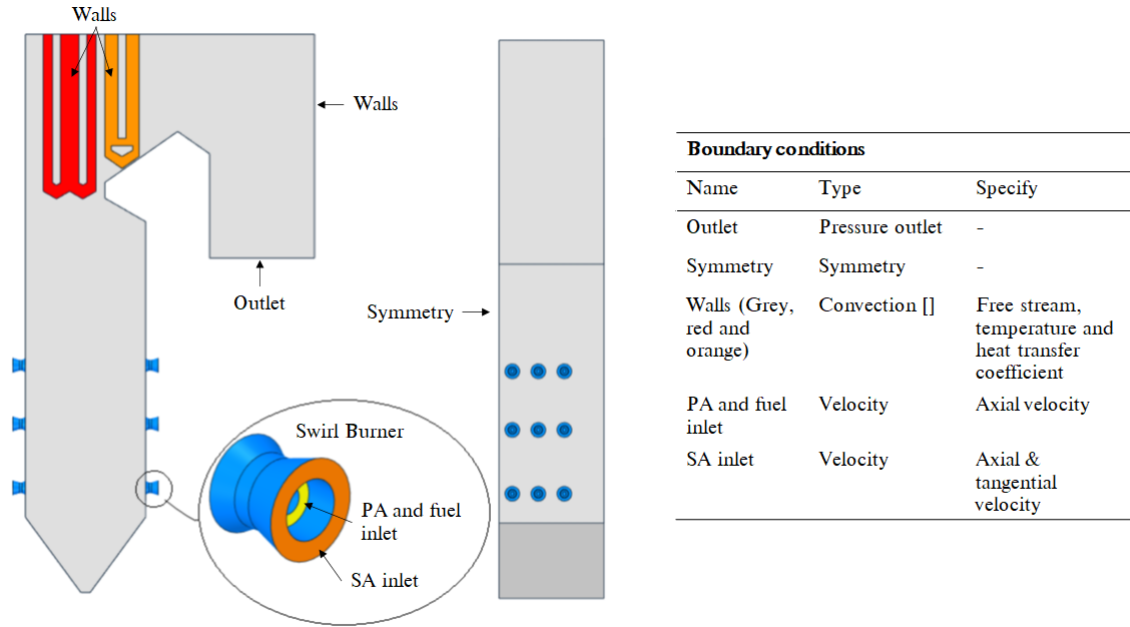 Walls
Walls
Outlet
Symmetry
Swirl Burner
PA and fuel
inlet
SA inlet
Boundary conditions
Name Type Specify
Outlet Pressure outlet -
Symmetry Symmetry -
Walls (Grey, Convection [] Free stream,
red and temperature and
orange) heat transfer
coefficient
PA and fuel Velocity Axial velocity
inlet
SA inlet Velocity Axial &
tangential
velocity